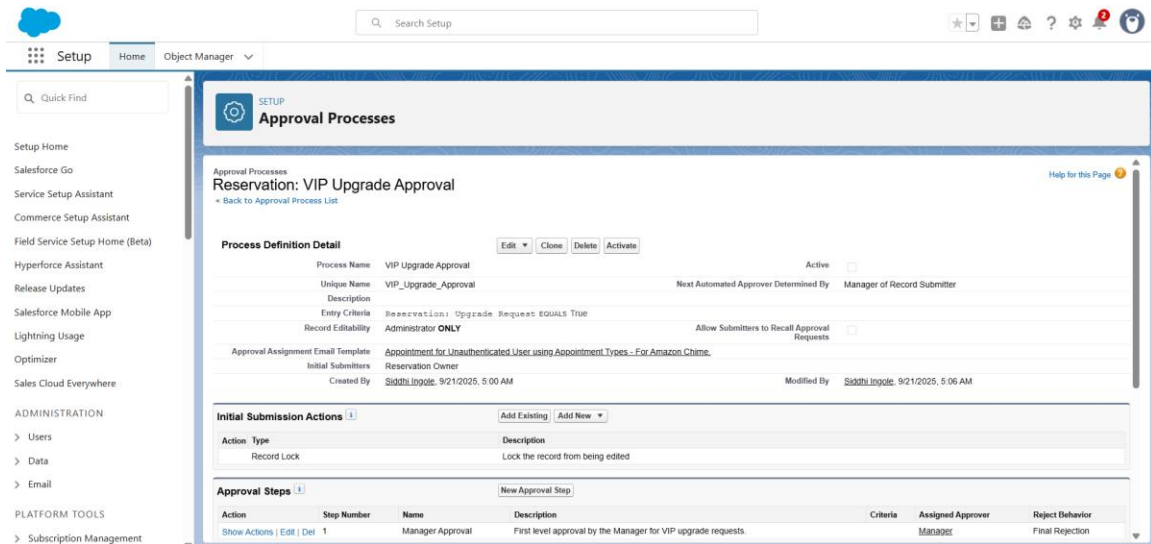 Search Setup
2
Setup Home Object Manager
Quick Find
Setup Home
Salesforce Go
Service Setup Assistant
Commerce Setup Assistant
Field Service Setup Home (Beta)
Hyperforce Assistant
Release Updates
Salesforce Mobile App
Lightning Usage
Optimizer
Sales Cloud Everywhere
ADMINISTRATION
Users
Data
Email
PLATFORM TOOLS
Subscription Management
SETUP
Approval Processes
Approval Processes
Reservation: VIP Upgrade Approval
« Back to Approval Process List
Help for this Page
Process Definition Detail Edit Clone Delete Activate
Process Name VIP Upgrade Approval Active
Unique Name VIP_Upgrade_Approval Next Automated Approver Determined By Manager of Record Submitter
Description
Entry Criteria Reservation: Upgrade Request EQUALS True
Record Editability Administrator ONLY Allow Submitters to Recall Approval
Requests
Approval Assignment Email Template Appointment for Unauthenticated User using Appointment Types - For Amazon Chime.
Initial Submitters Reservation Owner
Created By Siddhi Ingole, 9/21/2025, 5:00 AM Modified By Siddhi Ingole, 9/21/2025, 5:06 AM
Initial Submission Actions i Add Existing Add New
Action Type Description
Record Lock Lock the record from being edited
Approval Steps i New Approval Step
Action Step Number Name Description Criteria Assigned Approver Reject Behavior
Show Actions | Edit | Del 1 Manager Approval First level approval by the Manager for VIP upgrade requests. Manager Final Rejection